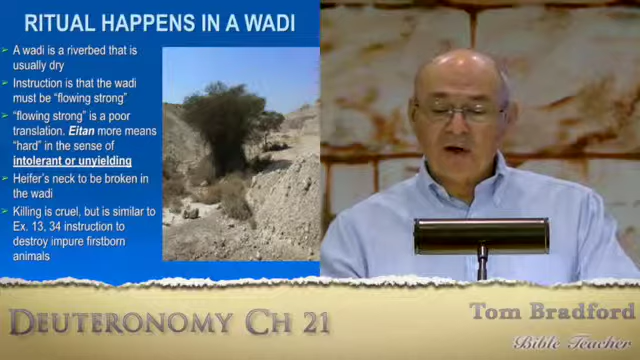 RITUAL HAPPENS IN A WADI
➢ A wadi is a riverbed that is
usually dry
➢ Instruction is that the wadi
must be “flowing strong”
➢ “flowing strong” is a poor
translation. Eitan more means
“hard” in the sense of
intolerant or unyielding
➢ Heifer’s neck to be broken in
the wadi
➢ Killing is cruel, but is similar to
Ex. 13, 34 instruction to
destroy impure firstborn
animals
DEUTERONOMY CH 21
Tom Bradford
Bible Teacher